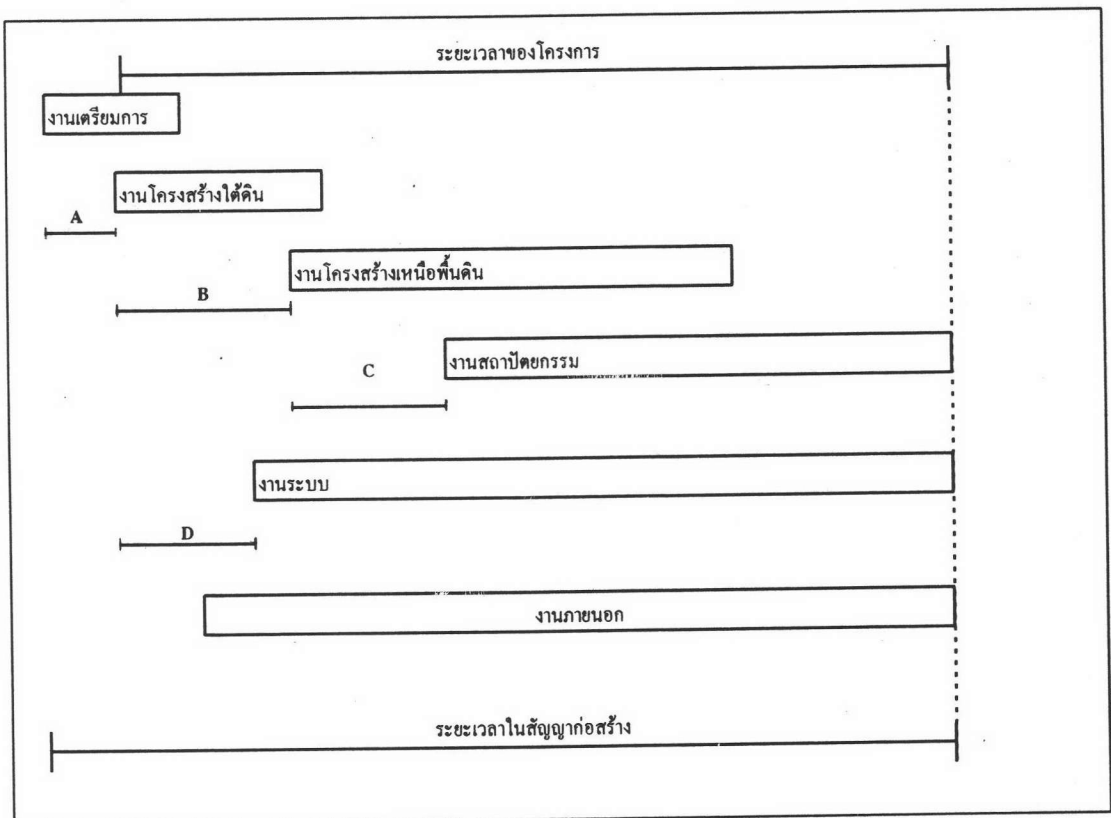 ระยะเวลาของโครงการ
งานเตรียมการ
งานโครงสร้างใต้ดิน
A
งานโครงสร้างเหนือพื้นดิน
B
งานสถาปัตยกรรม
C
งานระบบ
D
งานภายนอก
ระยะเวลาในสัญญาก่อสร้าง